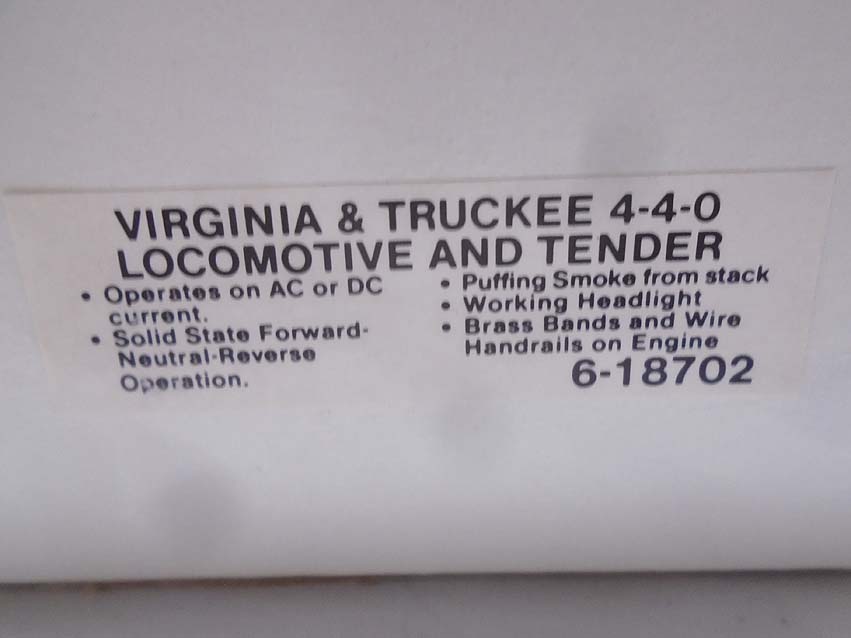 VIRGINIA & TRUCKEE 4-4-0
LOCOMOTIVE AND TENDER
• Operates on AC or DC
current.
• Solid State Forward-
Neutral-Reverse
Operation.
• Puffing Smoke from stack
• Working Headlight
• Brass Bands and Wire
Handrails on Engine
6-18702